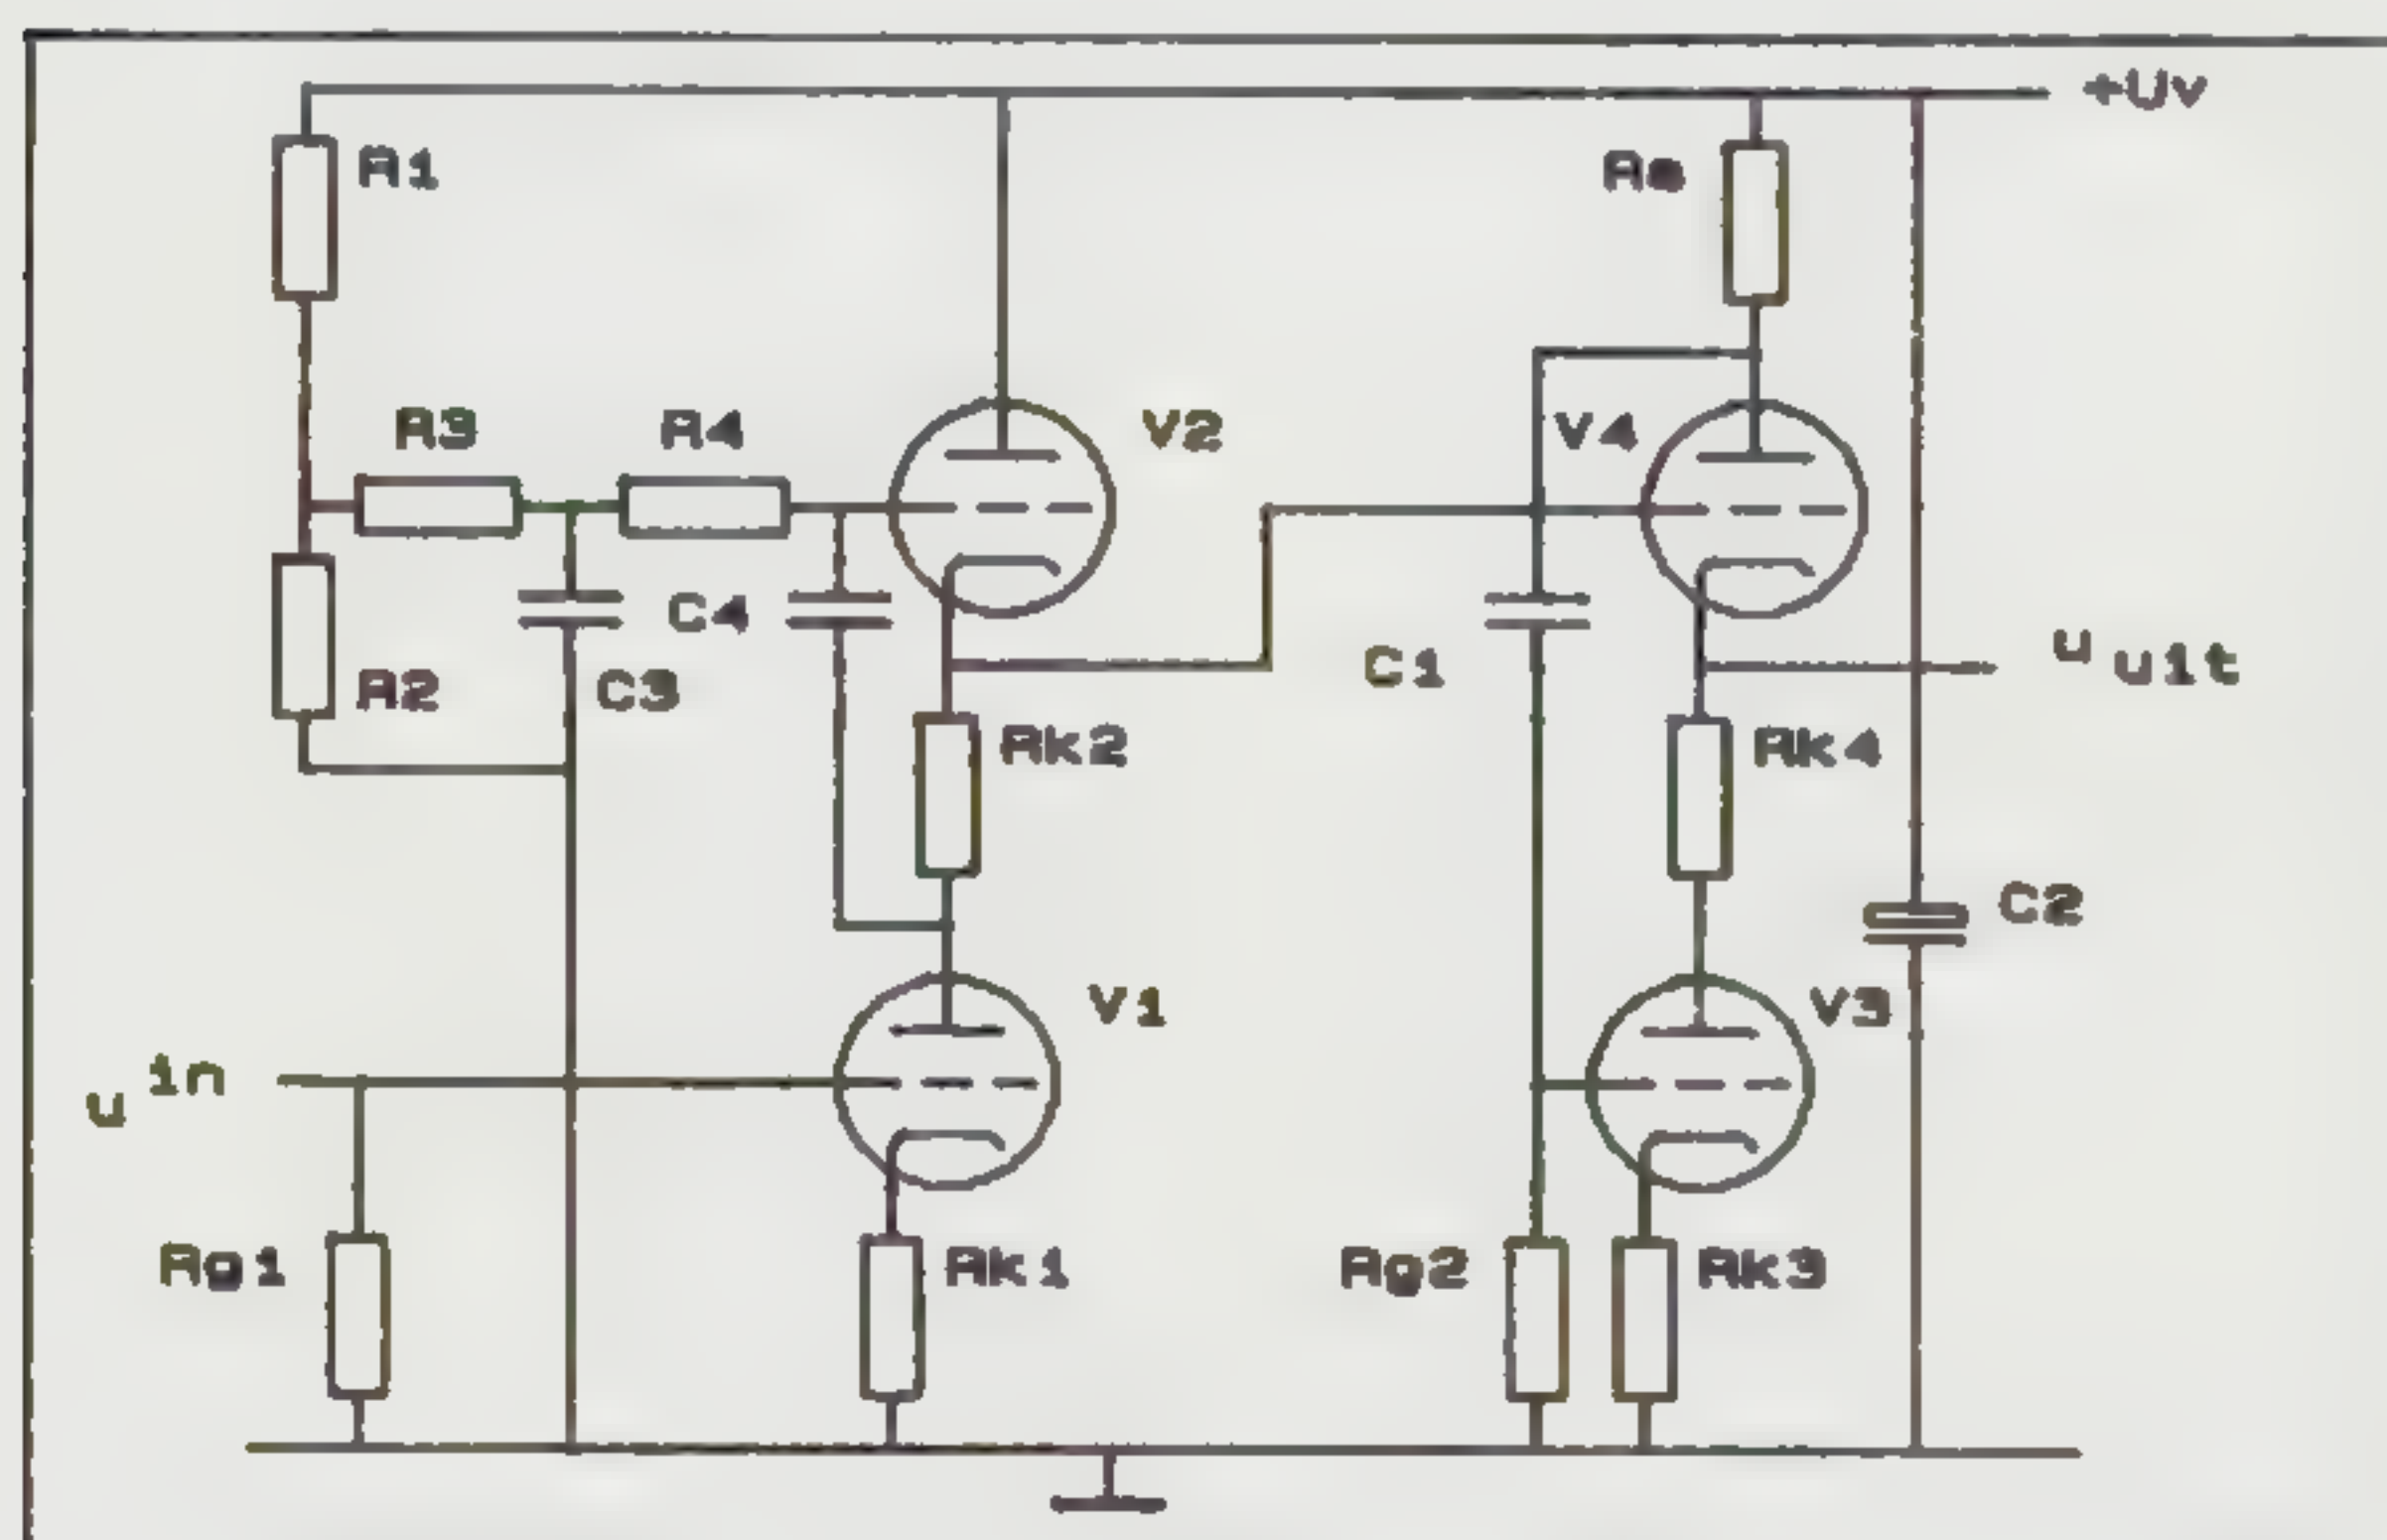 +Uv
R1
Ra
R3
R4
V2
V4
C4
C1
u uit
R2
C3
Rk2
Rk4
C2
V1
V3
u in
Rg1
Rk1
Rg2
Rk3